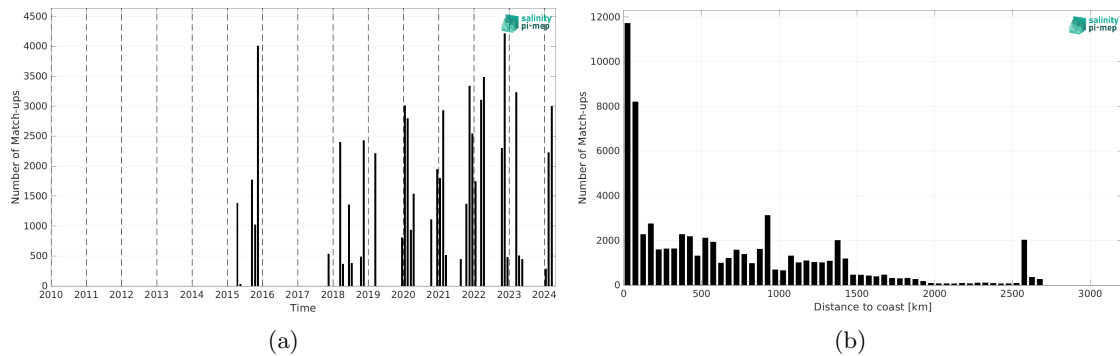 4500
4000
3500
3000
2500
2000
1500
1000
500
0
Number of Match-ups
2010 2011 2012 2013 2014 2015 2016 2017 2018 2019 2020 2021 2022 2023 2024
Time
salinity
pi-mep
(a)
12000
10000
8000
6000
4000
2000
0
Number of Match-ups
0 500 1000 1500 2000 2500 3000
Distance to coast [km]
salinity
pi-mep
(b)